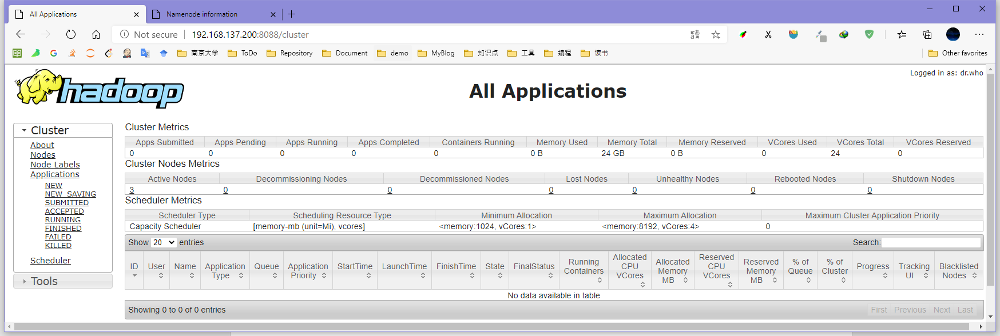 All Applications
Namenode information
Not secure 192.168.137.200:8088/cluster
南京大学 ToDo Repository Document demo MyBlog 知识点 工具 编程 读书 Other favorites
Logged in as: dr.who
hadoop
All Applications
Cluster
About
Nodes
Node Labels
Applications
NEW
NEW_SAVING
SUBMITTED
ACCEPTED
RUNNING
FINISHED
FAILED
KILLED
Scheduler
Tools
Cluster Metrics
Apps Submitted Apps Pending Apps Running Apps Completed Containers Running Memory Used Memory Total Memory Reserved VCores Used VCores Total VCores Reserved
0 0 0 0 0 0 B 24 GB 0 B 0 24 0
Cluster Nodes Metrics
Active Nodes Decommissioning Nodes Decommissioned Nodes Lost Nodes Unhealthy Nodes Rebooted Nodes Shutdown Nodes
3 0 0 0 0 0 0
Scheduler Metrics
Scheduler Type Scheduling Resource Type Minimum Allocation Maximum Allocation Maximum Cluster Application Priority
Capacity Scheduler [memory-mb (unit=Mi), vcores] <memory:1024, vCores:1> <memory:8192, vCores:4> 0
Show 20 entries Search:
ID User Name Application Type Queue Application Priority StartTime LaunchTime FinishTime State FinalStatus Running Containers Allocated CPU VCores Allocated Memory MB Reserved CPU VCores Reserved Memory MB % of Queue % of Cluster Progress Tracking UI Blacklisted Nodes
No data available in table
Showing 0 to 0 of 0 entries First Previous Next Last